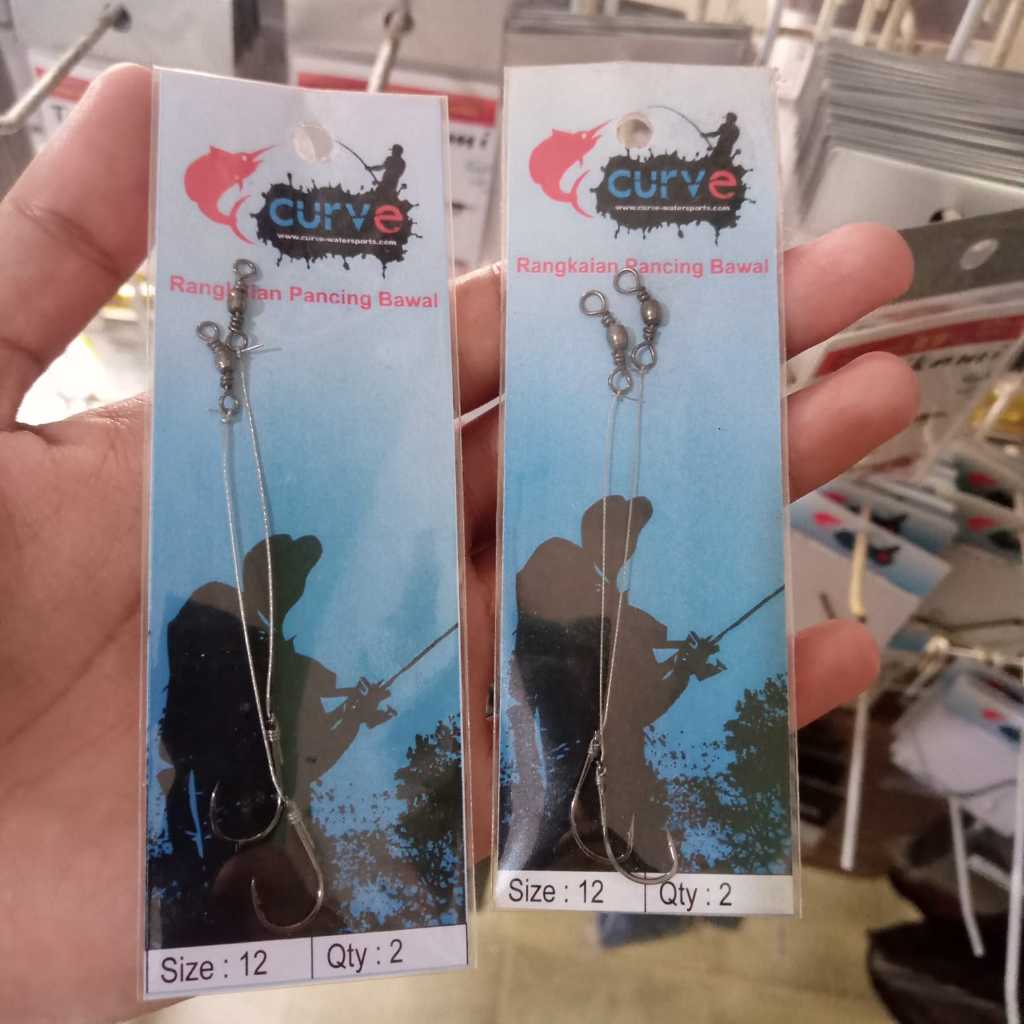 curve
www.curve-watersports.com
Rangkaian Pancing Bawal
Size : 12
Qty : 2
curve
www.curve-watersports.com
Rangkaian Pancing Bawal
Size : 12
Qty : 2